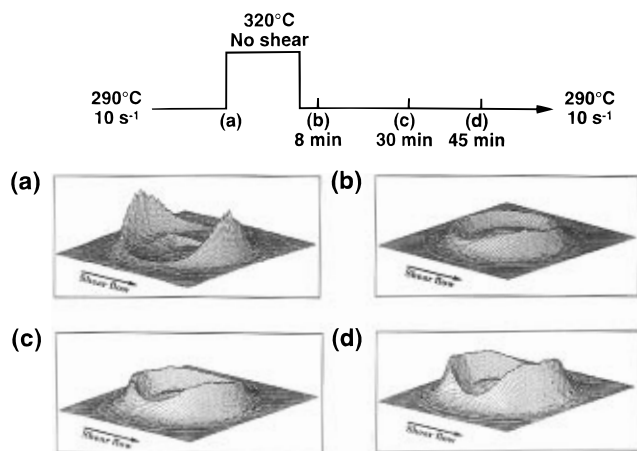 320°C
No shear
290°C
10 s⁻¹
(a)
(b)
8 min
(c)
30 min
(d)
45 min
290°C
10 s⁻¹
(a)
Shear flow
(b)
Shear flow
(c)
Shear flow
(d)
Shear flow